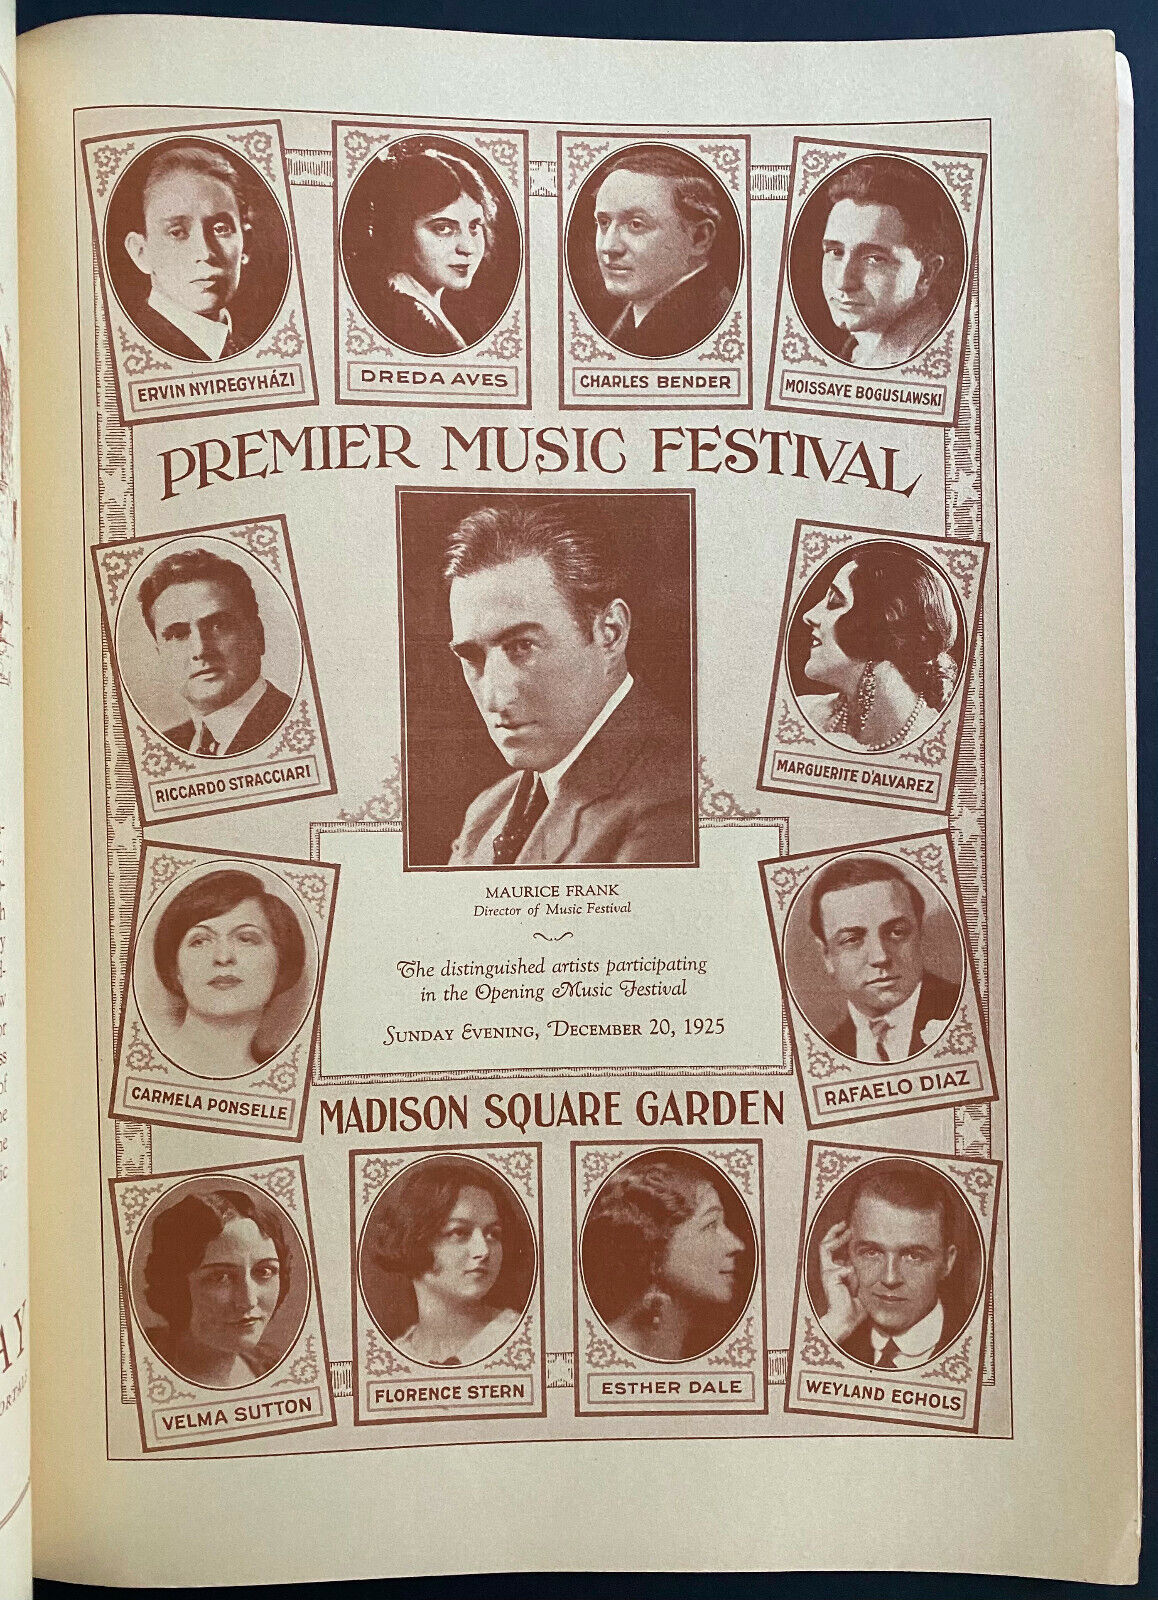 ERVIN NYIREGYHÁZI
DREDA AVES
CHARLES BENDER
MOISSAYE BOGUSLAWSKI
PREMIER MUSIC FESTIVAL
RICCARDO STRACCIARI
MARGUERITE D'ALVAREZ
MAURICE FRANK
Director of Music Festival
The distinguished artists participating
in the Opening Music Festival
SUNDAY EVENING, DECEMBER 20, 1925
CARMELA PONSELLE
RAFAELO DIAZ
MADISON SQUARE GARDEN
VELMA SUTTON
FLORENCE STERN
ESTHER DALE
WEYLAND ECHOLS